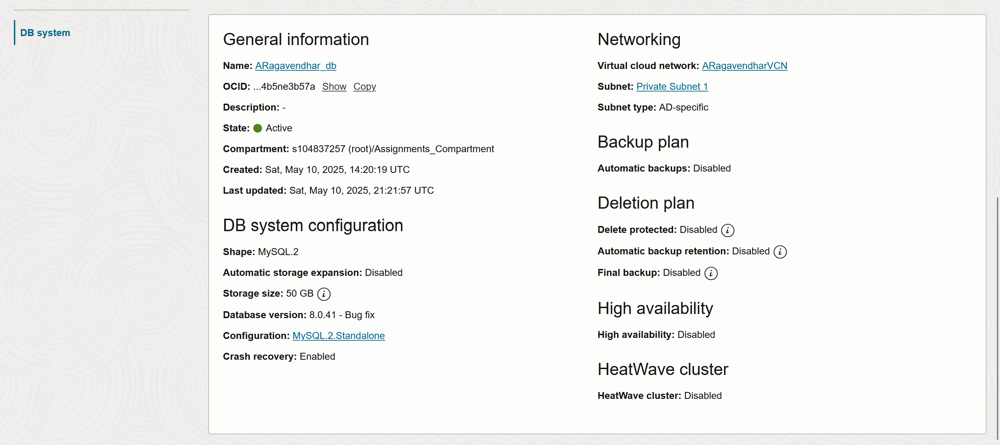 DB system
General information
Name: ARagavendhar_db
OCID: ...4b5ne3b57a Show Copy
Description: -
State: Active
Compartment: s104837257 (root)/Assignments_Compartment
Created: Sat, May 10, 2025, 14:20:19 UTC
Last updated: Sat, May 10, 2025, 21:21:57 UTC
DB system configuration
Shape: MySQL.2
Automatic storage expansion: Disabled
Storage size: 50 GB i
Database version: 8.0.41 - Bug fix
Configuration: MySQL.2.Standalone
Crash recovery: Enabled
Networking
Virtual cloud network: ARagavendharVCN
Subnet: Private Subnet 1
Subnet type: AD-specific
Backup plan
Automatic backups: Disabled
Deletion plan
Delete protected: Disabled i
Automatic backup retention: Disabled i
Final backup: Disabled i
High availability
High availability: Disabled
HeatWave cluster
HeatWave cluster: Disabled